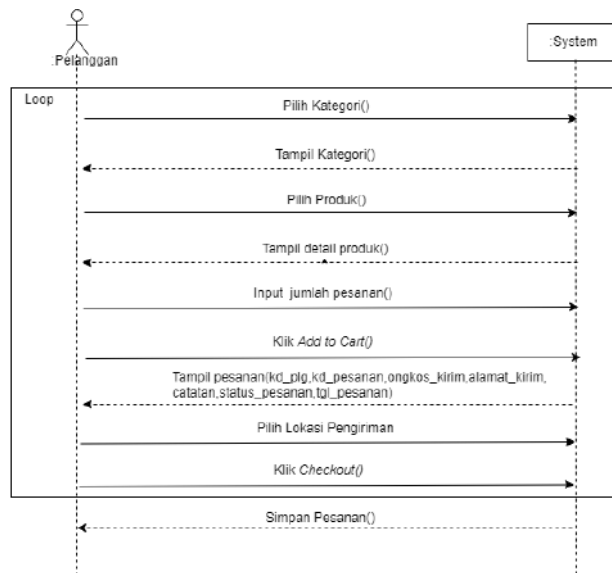 :System
:Pelanggan
Loop
Pilih Kategori()
Tampil Kategori()
Pilih Produk()
Tampil detail produk()
Input jumlah pesanan()
Klik Add to Cart()
Tampil pesanan(kd_plg,kd_pesanan,ongkos_kirim,alamat_kirim,
catatan,status_pesanan,tgl_pesanan)
Pilih Lokasi Pengiriman
Klik Checkout()
Simpan Pesanan()